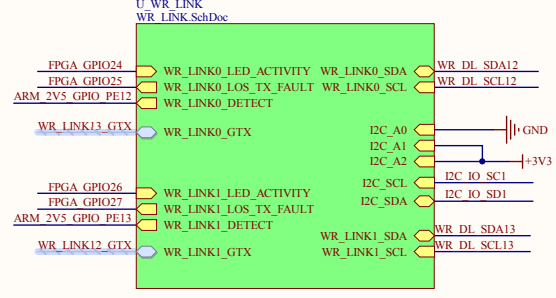 U_WR_LINK
WR_LINK.SchDoc
FPGA_GPIO24 WR_LINK0_LED_ACTIVITY WR_LINK0_SDA WR_DL_SDA12
FPGA_GPIO25 WR_LINK0_LOS_TX_FAULT WR_LINK0_SCL WR_DL_SCL12
ARM_2V5_GPIO_PE12 WR_LINK0_DETECT
WR_LINK13_GTX WR_LINK0_GTX I2C_A0 GND
I2C_A1
I2C_A2 +3V3
I2C_SCL I2C_IO_SC1
FPGA_GPIO26 WR_LINK1_LED_ACTIVITY I2C_SDA I2C_IO_SD1
FPGA_GPIO27 WR_LINK1_LOS_TX_FAULT
ARM_2V5_GPIO_PE13 WR_LINK1_DETECT WR_LINK1_SDA WR_DL_SDA13
WR_LINK12_GTX WR_LINK1_GTX WR_LINK1_SCL WR_DL_SCL13